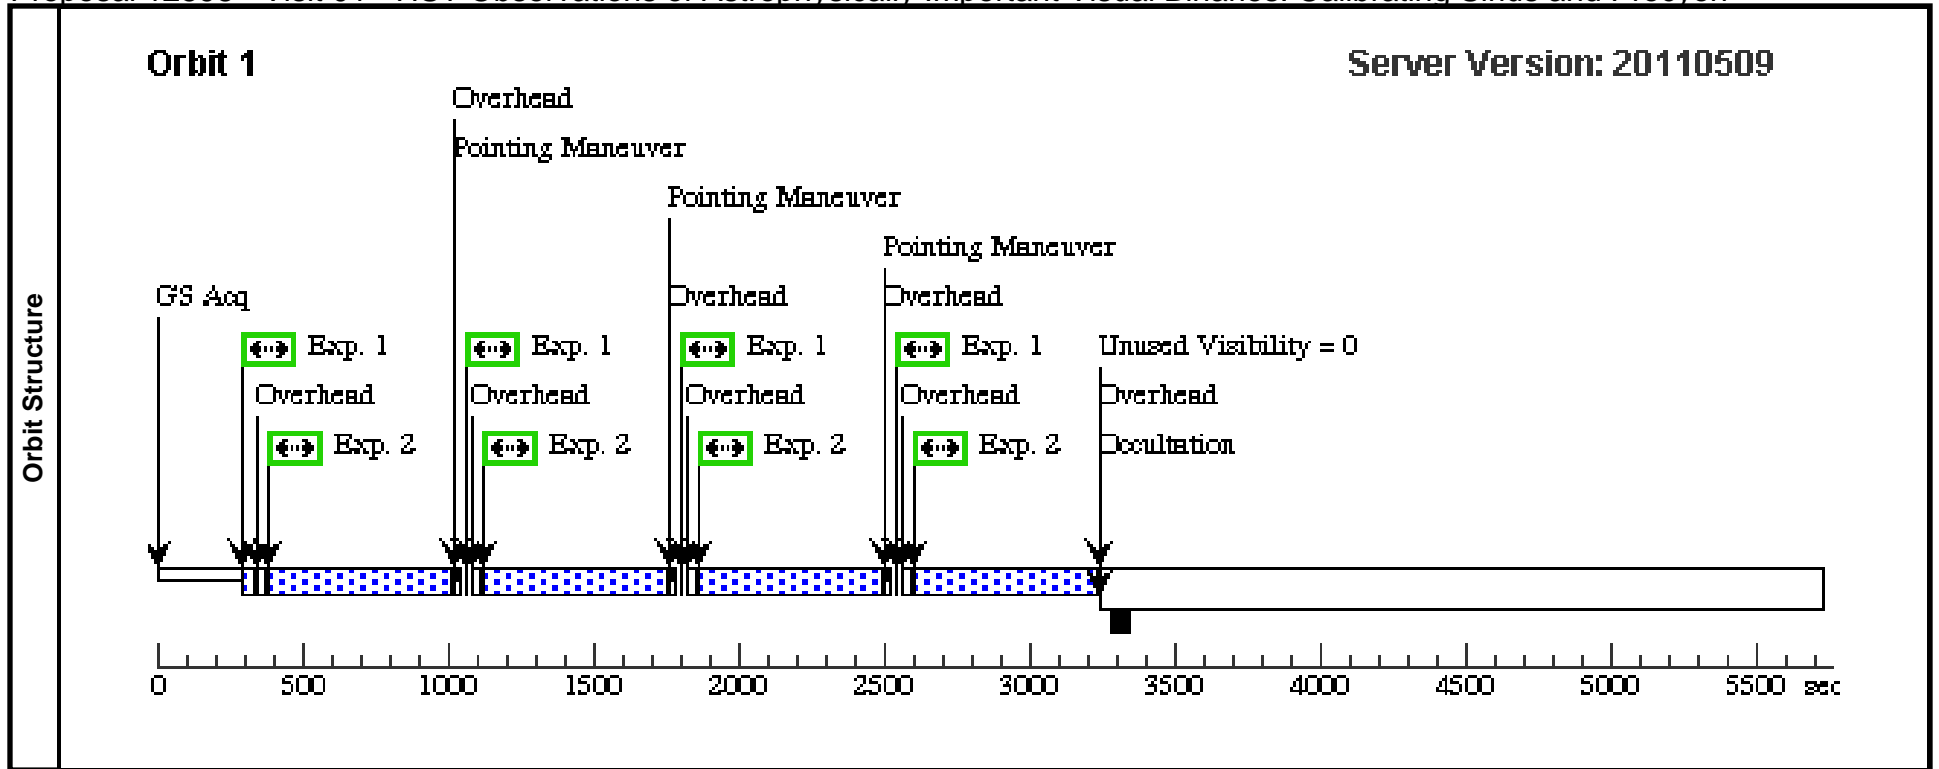 Orbit 1
Server Version: 20110509
Overhead
Pointing Maneuver
Pointing Maneuver
Pointing Maneuver
GS Acq
Overhead
Overhead
Exp. 1
Exp. 1
Exp. 1
Exp. 1
Unused Visibility = 0
Overhead
Overhead
Overhead
Overhead
Overhead
Exp. 2
Exp. 2
Exp. 2
Exp. 2
Occultation
Orbit Structure
0 500 1000 1500 2000 2500 3000 3500 4000 4500 5000 5500 sec